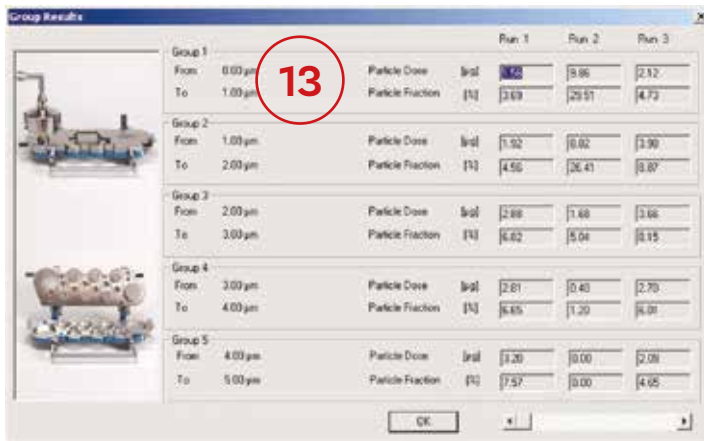 Group Results
Run 1 Run 2 Run 3
Group 1
From 0.00 µm Particle Dose [µg] 9.86 2.12
To 1.00 µm Particle Fraction [%] 3.69 29.51 4.73
13
Group 2
From 1.00 µm Particle Dose [µg] 1.92 3.98
To 2.00 µm Particle Fraction [%] 4.56 26.41 8.87
Group 3
From 2.00 µm Particle Dose [µg] 2.88 1.68 3.66
To 3.00 µm Particle Fraction [%] 5.04 8.15
Group 4
From 3.00 µm Particle Dose [µg] 2.81 0.40 2.70
To 4.00 µm Particle Fraction [%] 6.65 1.20 6.01
Group 5
From 4.00 µm Particle Dose [µg] 3.20 0.00
To 5.00 µm Particle Fraction [%] 7.57 0.00 4.65
OK